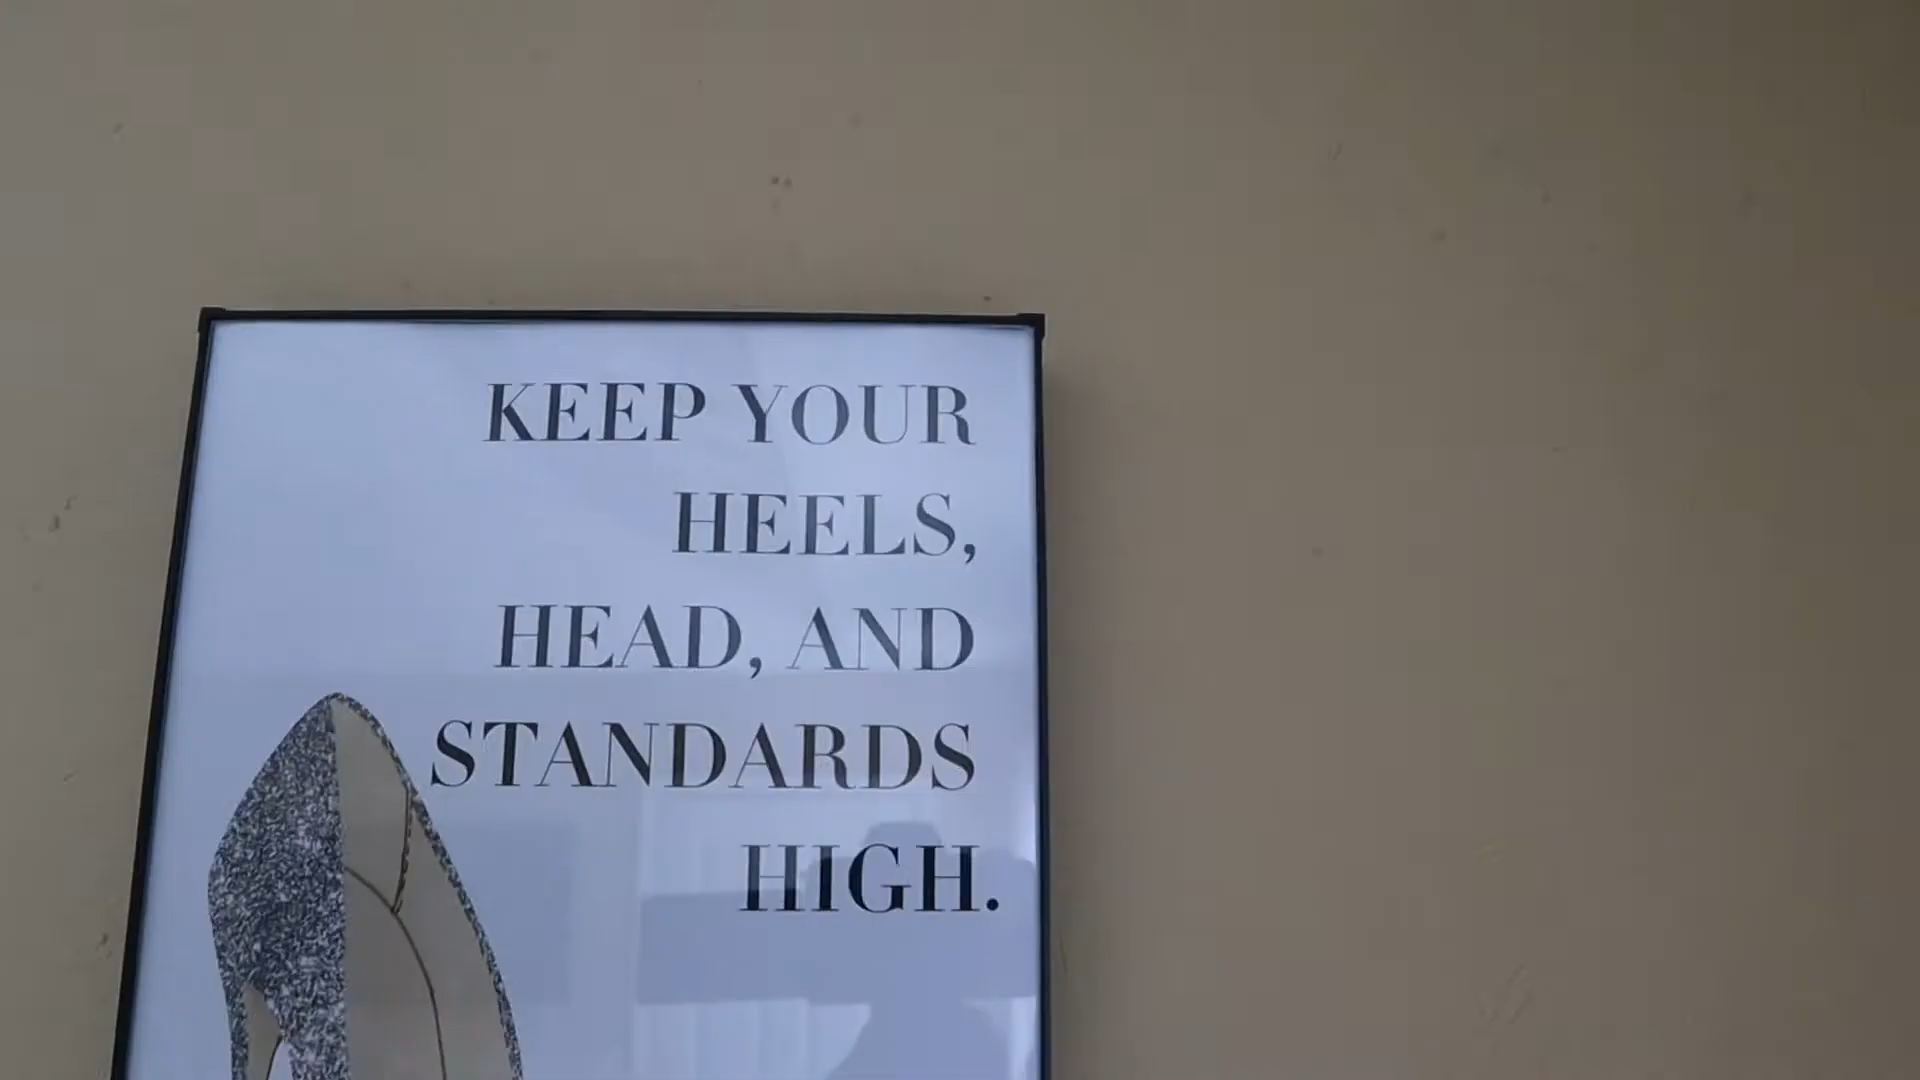 KEEP YOUR
HEELS,
HEAD, AND
STANDARDS
HIGH.